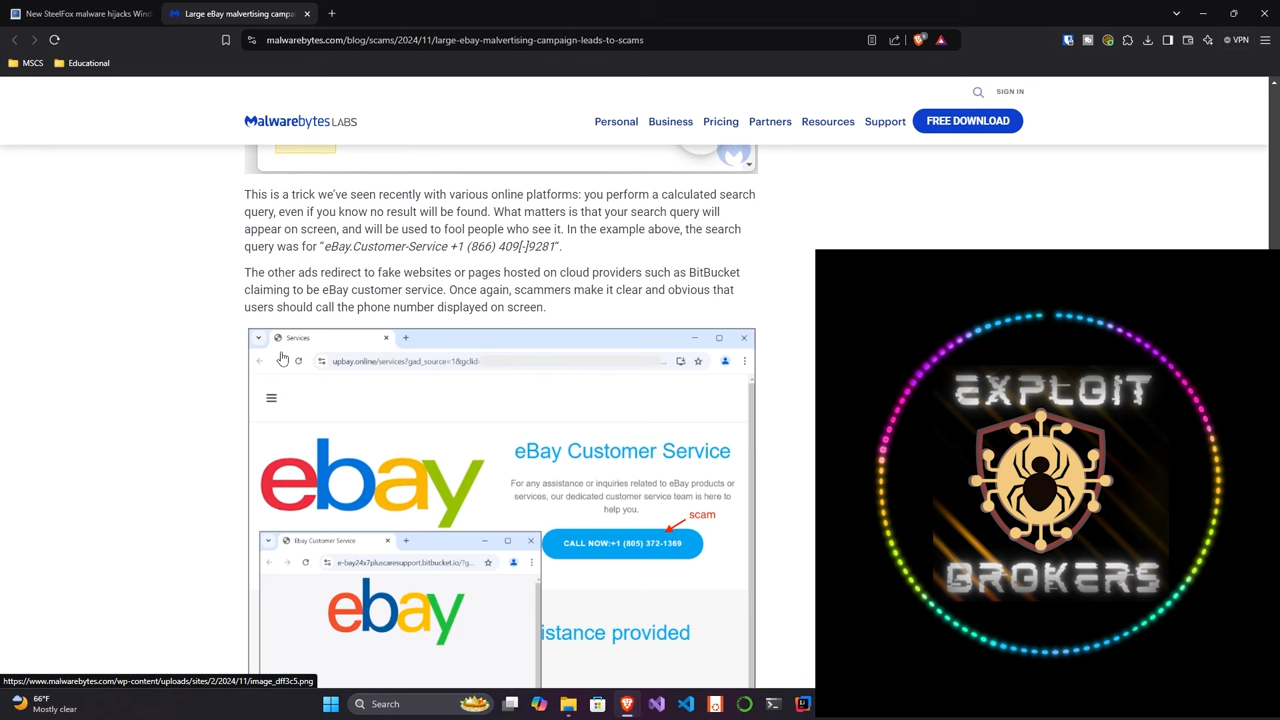 New SteelFox malware hijacks Wind
Large eBay malvertising campa
malwarebytes.com/blog/scams/2024/11/large-ebay-malvertising-campaign-leads-to-scams
VPN
MSCS
Educational
SIGN IN
Malwarebytes LABS
Personal
Business
Pricing
Partners
Resources
Support
FREE DOWNLOAD
This is a trick we’ve seen recently with various online platforms: you perform a calculated search
query, even if you know no result will be found. What matters is that your search query will
appear on screen, and will be used to fool people who see it. In the example above, the search
query was for “eBay.Customer-Service +1 (866) 409[-]9281“.
The other ads redirect to fake websites or pages hosted on cloud providers such as BitBucket
claiming to be eBay customer service. Once again, scammers make it clear and obvious that
users should call the phone number displayed on screen.
Services
upbay.online/services?gad_source=1&gclid=
...
ebay
eBay Customer Service
For any assistance or inquiries related to eBay products or
services, our dedicated customer service team is here to
help you.
scam
CALL NOW:+1 (805) 372-1369
Ebay Customer Service
e-bay24x7pluscaresupport.bitbucket.io/?g...
ebay
istance provided
EXPLOIT
BROKERS
https://www.malwarebytes.com/wp-content/uploads/sites/2/2024/11/image_dff3c5.png
66°F
Mostly clear
Search